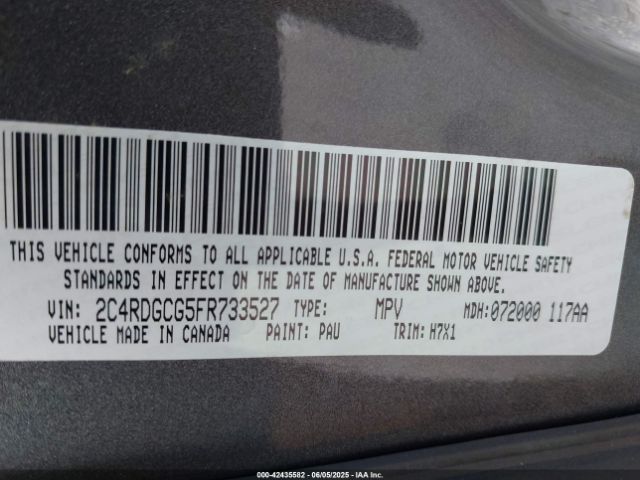 THIS VEHICLE CONFORMS TO ALL APPLICABLE U.S.A. FEDERAL MOTOR VEHICLE SAFETY
STANDARDS IN EFFECT ON THE DATE OF MANUFACTURE SHOWN ABOVE.
VIN: 2C4RDGCG5FR733527 TYPE: MPV MDH:072000 117AA
VEHICLE MADE IN CANADA PAINT: PAU TRIM: H7X1
000-42435582 - 06/05/2025 - IAA Inc.